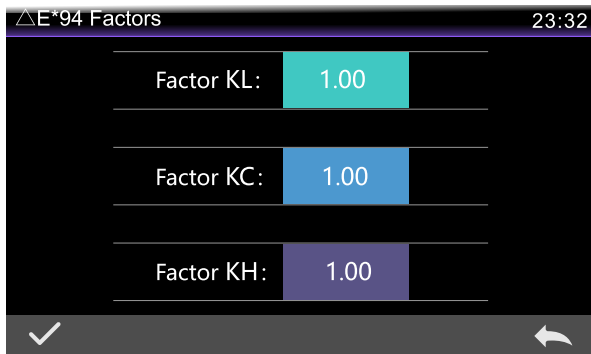 △E*94 Factors 23:32
Factor KL: 1.00
Factor KC: 1.00
Factor KH: 1.00